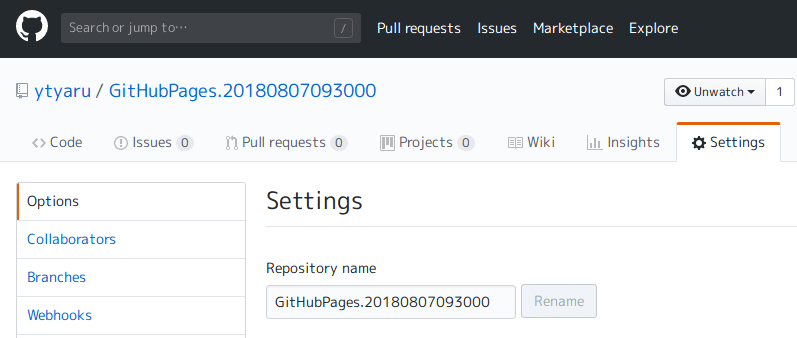 Search or jump to… / Pull requests Issues Marketplace Explore
ytyaru / GitHubPages.20180807093000 Unwatch 1
Code Issues 0 Pull requests 0 Projects 0 Wiki Insights Settings
Options
Collaborators
Branches
Webhooks
Settings
Repository name
GitHubPages.20180807093000 Rename